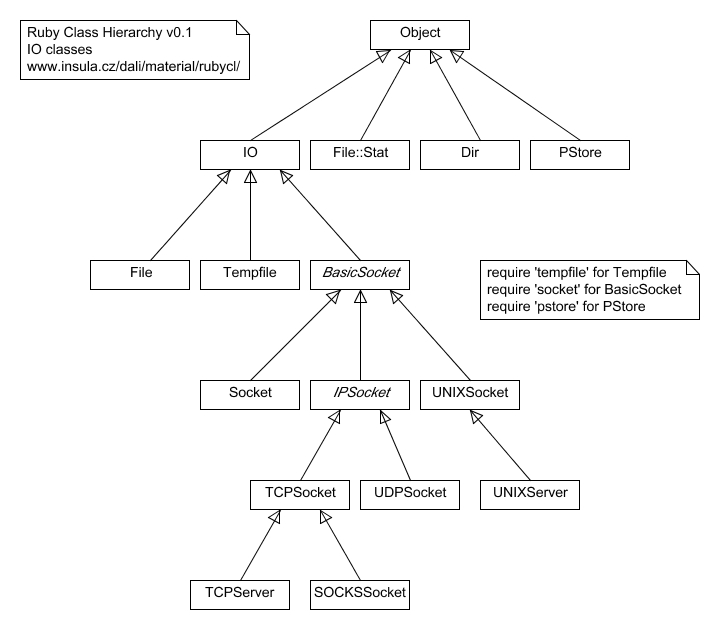 Ruby Class Hierarchy v0.1
IO classes
www.insula.cz/dali/material/rubycl/
Object
IO
File::Stat
Dir
PStore
File
Tempfile
BasicSocket
require 'tempfile' for Tempfile
require 'socket' for BasicSocket
require 'pstore' for PStore
Socket
IPSocket
UNIXSocket
TCPSocket
UDPSocket
UNIXServer
TCPServer
SOCKSSocket